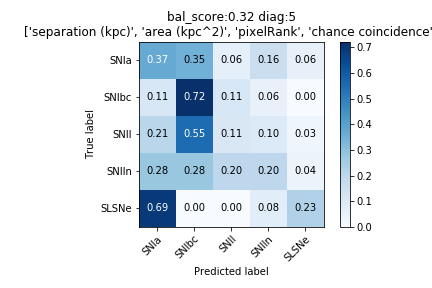 bal_score:0.32 diag:5
['separation (kpc)', 'area (kpc^2)', 'pixelRank', 'chance coincidence'
True label
SNIa 0.37 0.35 0.06 0.16 0.06
SNIbc 0.11 0.72 0.11 0.06 0.00
SNII 0.21 0.55 0.11 0.10 0.03
SNIIn 0.28 0.28 0.20 0.20 0.04
SLSNe 0.69 0.00 0.00 0.08 0.23
SNIa SNIbc SNII SNIIn SLSNe
Predicted label
0.7
0.6
0.5
0.4
0.3
0.2
0.1
0.0